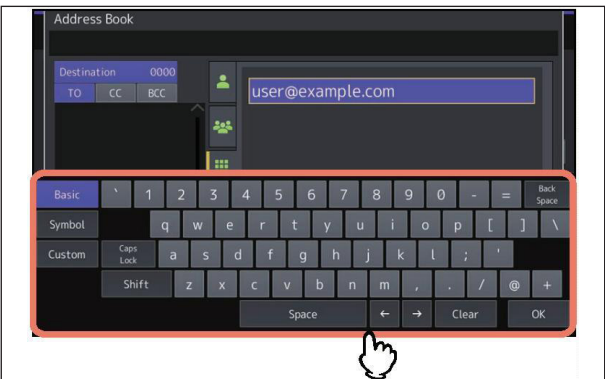 Address Book
Destination 0000
TO CC BCC
user@example.com
Basic ` 1 2 3 4 5 6 7 8 9 0 - = Back Space
Symbol q w e r t y u i o p [ ] \
Custom Caps Lock a s d f g h j k l ; '
Shift z x c v b n m , . / @ +
Space ← → Clear OK